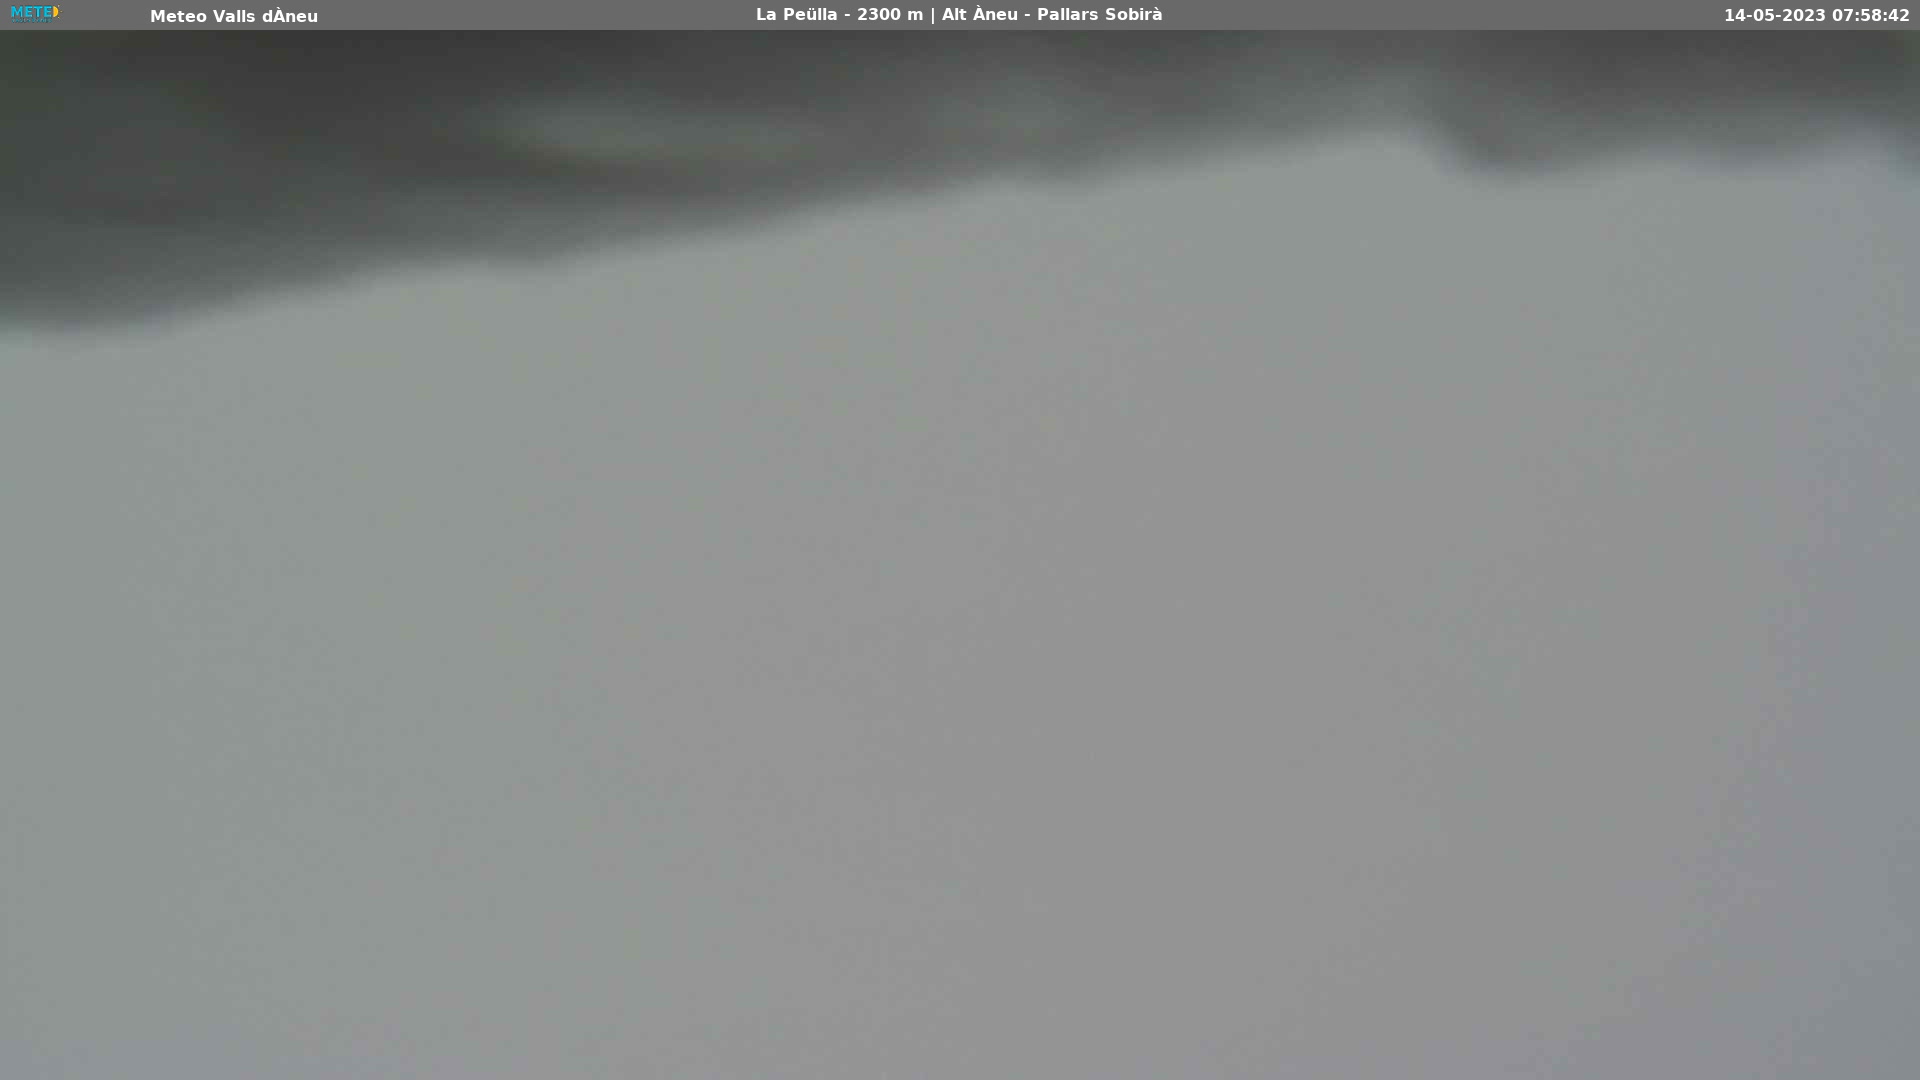 METEO
Meteo Valls dÀneu
La Peülla - 2300 m | Alt Àneu - Pallars Sobirà
14-05-2023 07:58:42